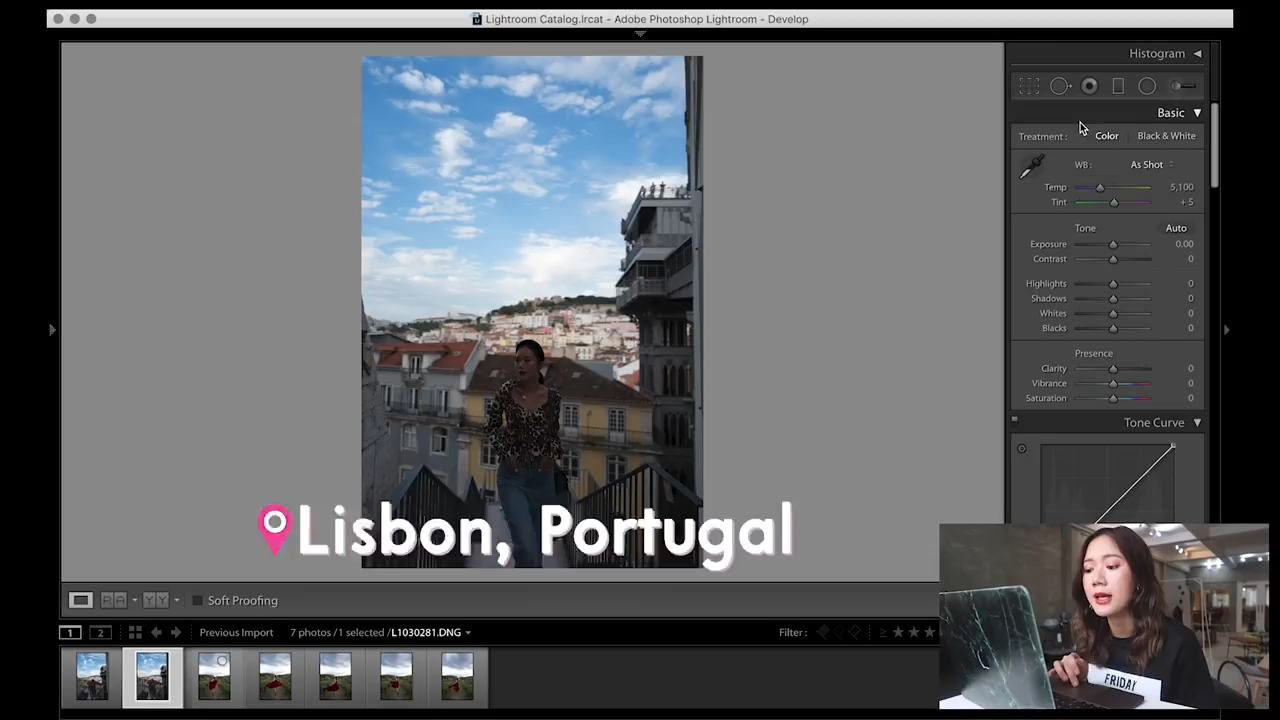 Lightroom Catalog.lrcat - Adobe Photoshop Lightroom - Develop
Histogram
Basic
Treatment : Color Black & White
WB : As Shot
Temp 5,100
Tint + 5
Tone Auto
Exposure 0.00
Contrast 0
Highlights 0
Shadows 0
Whites 0
Blacks 0
Presence
Clarity 0
Vibrance 0
Saturation 0
Tone Curve
Lisbon, Portugal
FRIDAY
R A Y Y Soft Proofing
1 2 Previous Import 7 photos / 1 selected / L1030281.DNG Filter : ≥ ★ ★ ★